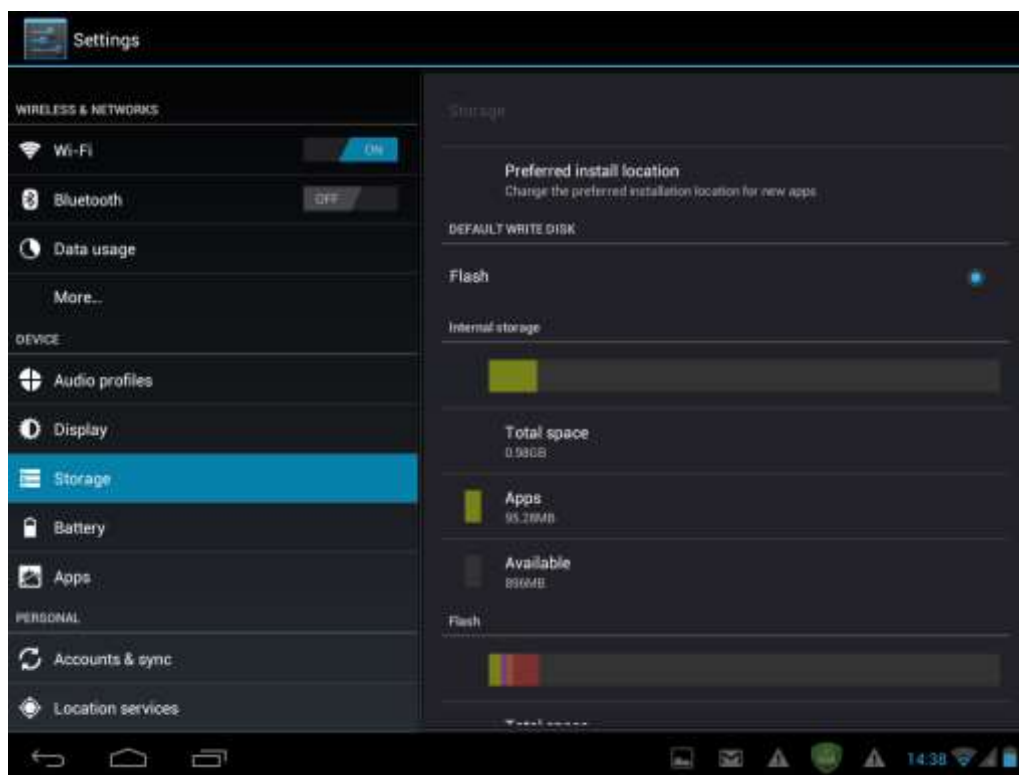 Settings
WIRELESS & NETWORKS
Wi-Fi
ON
Bluetooth
OFF
Data usage
More...
DEVICE
Audio profiles
Display
Storage
Battery
Apps
PERSONAL
Accounts & sync
Location services
Storage
Preferred install location
Change the preferred installation location for new apps
DEFAULT WRITE DISK
Flash
Internal storage
Total space
0.98GB
Apps
95.28MB
Available
896MB
Flash
Total space
14:38